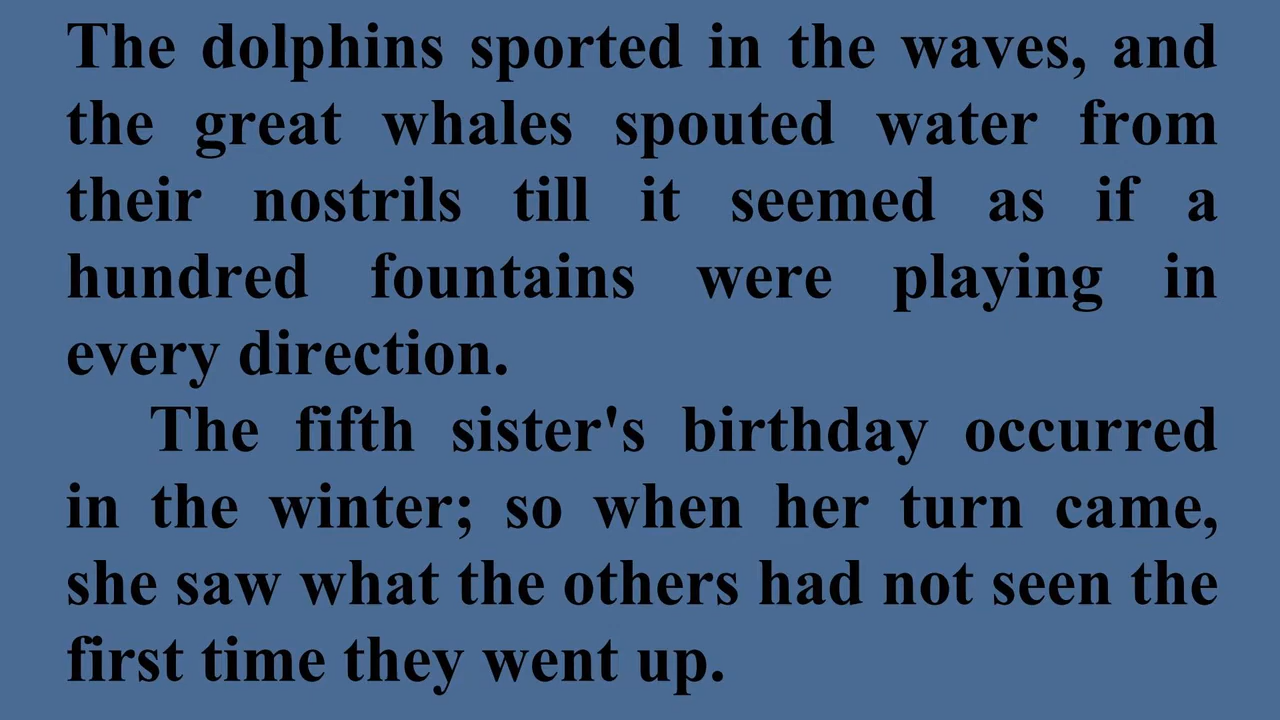 The dolphins sported in the waves, and
the great whales spouted water from
their nostrils till it seemed as if a
hundred fountains were playing in
every direction.
The fifth sister's birthday occurred
in the winter; so when her turn came,
she saw what the others had not seen the
first time they went up.